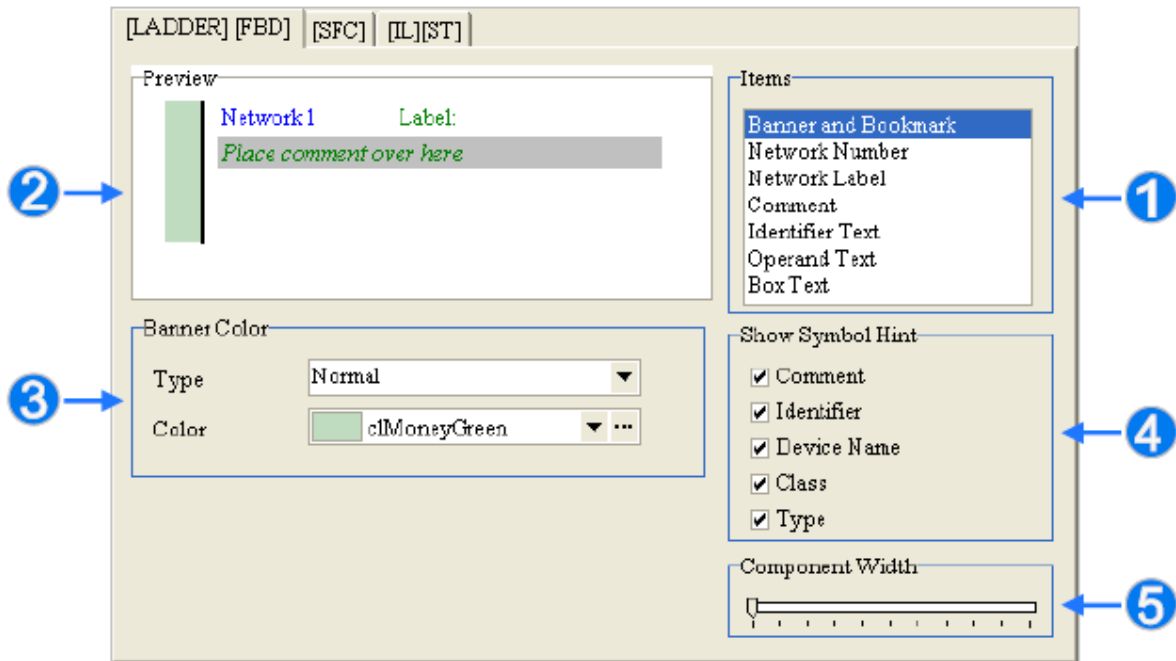 [LADDER] [FBD] [SFC] [IL][ST]
Preview
Network1 Label:
Place comment over here
2
Items
Banner and Bookmark
Network Number
Network Label
Comment
Identifier Text
Operand Text
Box Text
1
Banner Color
Type Normal
Color clMoneyGreen ...
3
Show Symbol Hint
Comment
Identifier
Device Name
Class
Type
4
Component Width
5